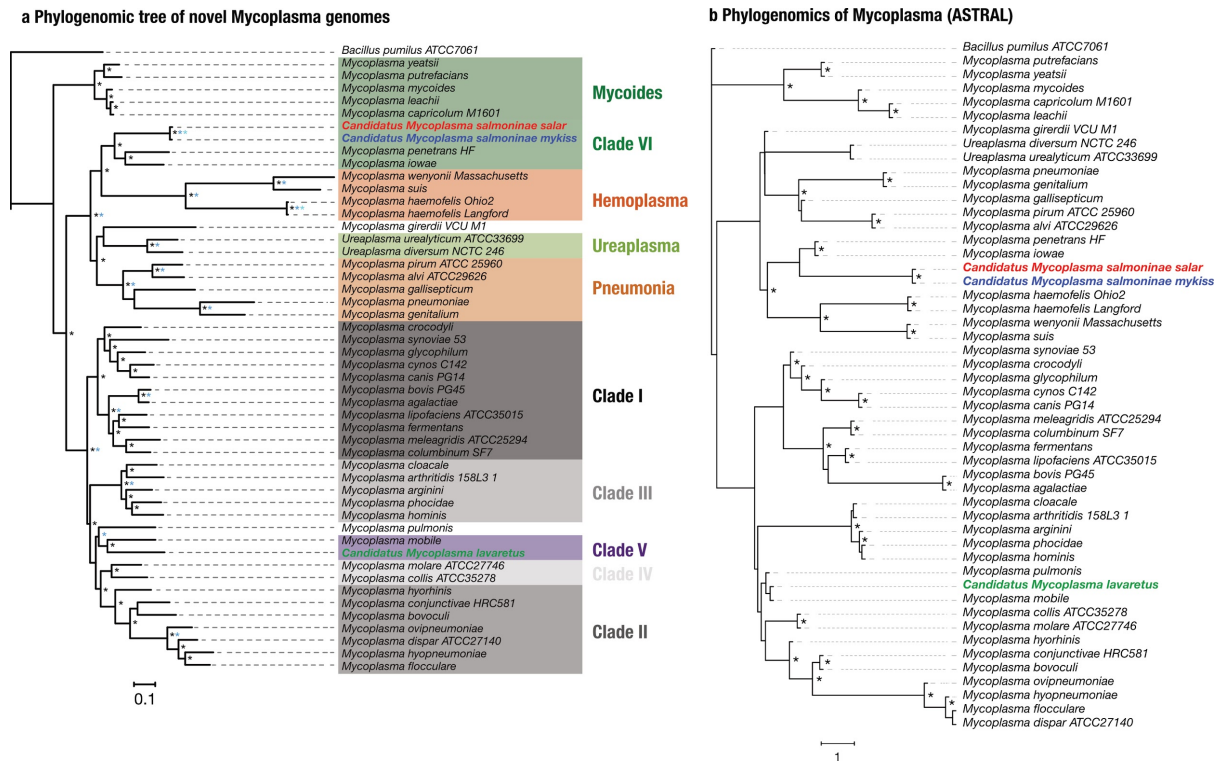 a Phylogenomic tree of novel Mycoplasma genomes
Bacillus pumilus ATCC7061
Mycoplasma yeatsii
Mycoplasma putrefacians
Mycoplasma mycoides
Mycoplasma leachii
Mycoplasma capricolum M1601
Mycoides
Candidatus Mycoplasma salmoninae salar
Candidatus Mycoplasma salmoninae mykiss
Mycoplasma penetrans HF
Mycoplasma iowae
Clade VI
Mycoplasma wenyonii Massachusetts
Mycoplasma suis
Mycoplasma haemofelis Ohio2
Mycoplasma haemofelis Langford
Hemoplasma
Mycoplasma girerdii VCU M1
Ureaplasma urealyticum ATCC33699
Ureaplasma diversum NCTC 246
Ureaplasma
Mycoplasma pirum ATCC 25960
Mycoplasma alvi ATCC29626
Mycoplasma gallisepticum
Mycoplasma pneumoniae
Mycoplasma genitalium
Pneumonia
Mycoplasma crocodyli
Mycoplasma synoviae 53
Mycoplasma glycophilum
Mycoplasma cynos C142
Mycoplasma canis PG14
Mycoplasma bovis PG45
Mycoplasma agalactiae
Mycoplasma lipofaciens ATCC35015
Mycoplasma fermentans
Mycoplasma meleagridis ATCC25294
Mycoplasma columbinum SF7
Clade I
Mycoplasma cloacale
Mycoplasma arthritidis 158L3 1
Mycoplasma arginini
Mycoplasma phocidae
Mycoplasma hominis
Clade III
Mycoplasma pulmonis
Mycoplasma mobile
Candidatus Mycoplasma lavaretus
Clade V
Mycoplasma molare ATCC27746
Mycoplasma collis ATCC35278
Clade IV
Mycoplasma hyorhinis
Mycoplasma conjunctivae HRC581
Mycoplasma bovoculi
Mycoplasma ovipneumoniae
Mycoplasma dispar ATCC27140
Mycoplasma hyopneumoniae
Mycoplasma flocculare
Clade II
0.1
b Phylogenomics of Mycoplasma (ASTRAL)
Bacillus pumilus ATCC7061
Mycoplasma putrefacians
Mycoplasma yeatsii
Mycoplasma mycoides
Mycoplasma capricolum M1601
Mycoplasma leachii
Mycoplasma girerdii VCU M1
Ureaplasma diversum NCTC 246
Ureaplasma urealyticum ATCC33699
Mycoplasma pneumoniae
Mycoplasma genitalium
Mycoplasma gallisepticum
Mycoplasma pirum ATCC 25960
Mycoplasma alvi ATCC29626
Mycoplasma penetrans HF
Mycoplasma iowae
Candidatus Mycoplasma salmoninae salar
Candidatus Mycoplasma salmoninae mykiss
Mycoplasma haemofelis Ohio2
Mycoplasma haemofelis Langford
Mycoplasma wenyonii Massachusetts
Mycoplasma suis
Mycoplasma synoviae 53
Mycoplasma crocodyli
Mycoplasma glycophilum
Mycoplasma cynos C142
Mycoplasma canis PG14
Mycoplasma meleagridis ATCC25294
Mycoplasma columbinum SF7
Mycoplasma fermentans
Mycoplasma lipofaciens ATCC35015
Mycoplasma bovis PG45
Mycoplasma agalactiae
Mycoplasma cloacale
Mycoplasma arthritidis 158L3 1
Mycoplasma arginini
Mycoplasma phocidae
Mycoplasma hominis
Mycoplasma pulmonis
Candidatus Mycoplasma lavaretus
Mycoplasma mobile
Mycoplasma collis ATCC35278
Mycoplasma molare ATCC27746
Mycoplasma hyorhinis
Mycoplasma conjunctivae HRC581
Mycoplasma bovoculi
Mycoplasma ovipneumoniae
Mycoplasma hyopneumoniae
Mycoplasma flocculare
Mycoplasma dispar ATCC27140
1